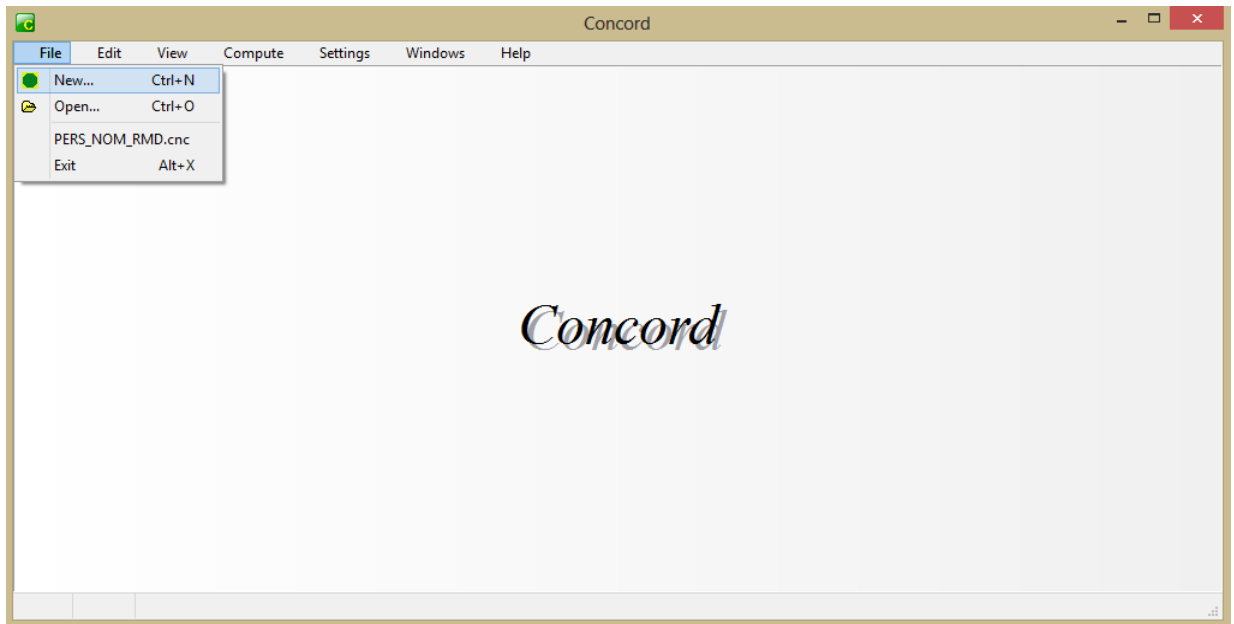 Concord
File Edit View Compute Settings Windows Help
New... Ctrl+N
Open... Ctrl+O
PERS_NOM_RMD.cnc
Exit Alt+X
Concord